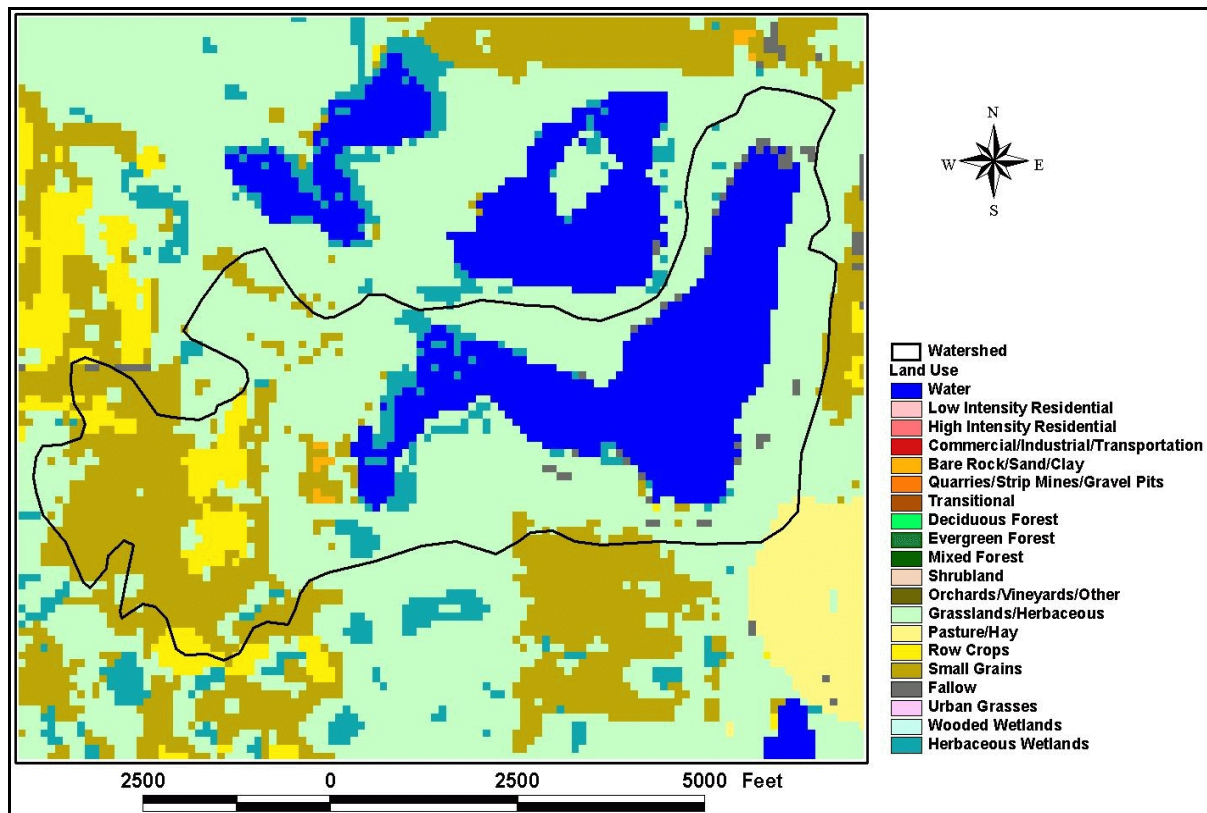 N
W E
S
Watershed
Land Use
Water
Low Intensity Residential
High Intensity Residential
Commercial/Industrial/Transportation
Bare Rock/Sand/Clay
Quarries/Strip Mines/Gravel Pits
Transitional
Deciduous Forest
Evergreen Forest
Mixed Forest
Shrubland
Orchards/Vineyards/Other
Grasslands/Herbaceous
Pasture/Hay
Row Crops
Small Grains
Fallow
Urban Grasses
Wooded Wetlands
Herbaceous Wetlands
2500 0 2500 5000 Feet